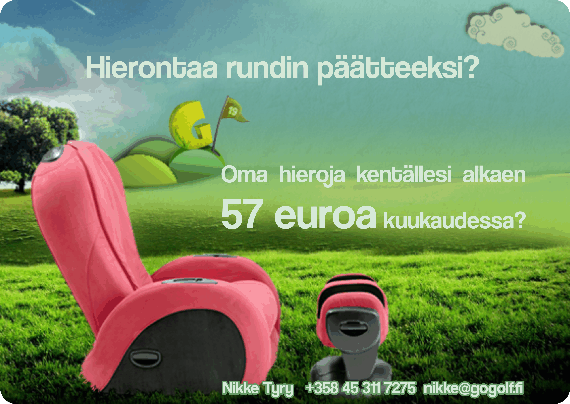 Hierontaa rundin päätteeksi?
G
Oma hieroja kentällesi alkaen
57 euroa kuukaudessa?
Nikke Tyry +358 45 311 7275 nikke@gogolf.fi